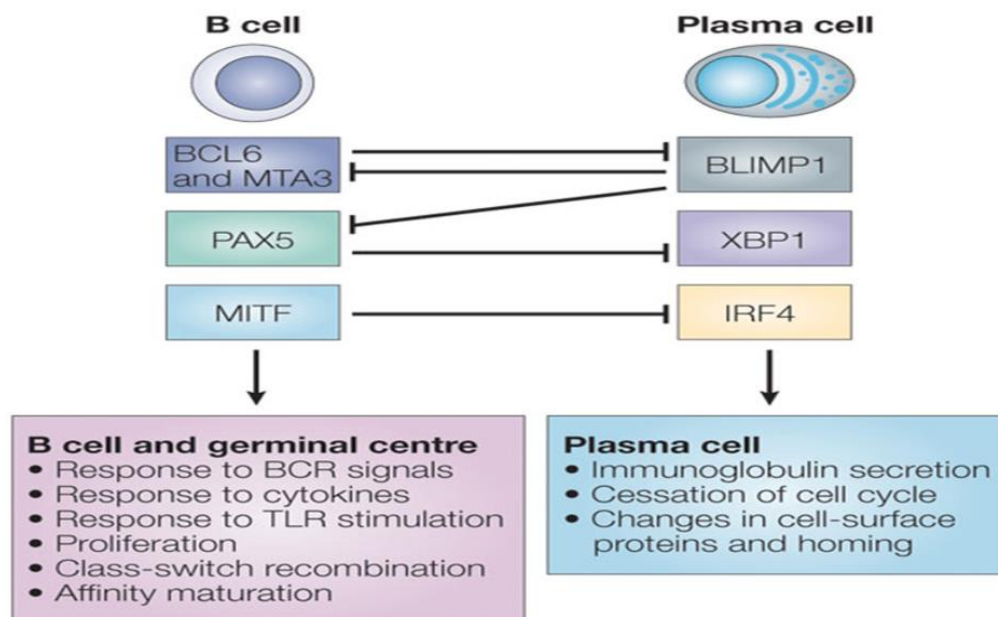 B cell
Plasma cell
BCL6
and MTA3
BLIMP1
PAX5
XBP1
MITF
IRF4
B cell and germinal centre
• Response to BCR signals
• Response to cytokines
• Response to TLR stimulation
• Proliferation
• Class-switch recombination
• Affinity maturation
Plasma cell
• Immunoglobulin secretion
• Cessation of cell cycle
• Changes in cell-surface
proteins and homing